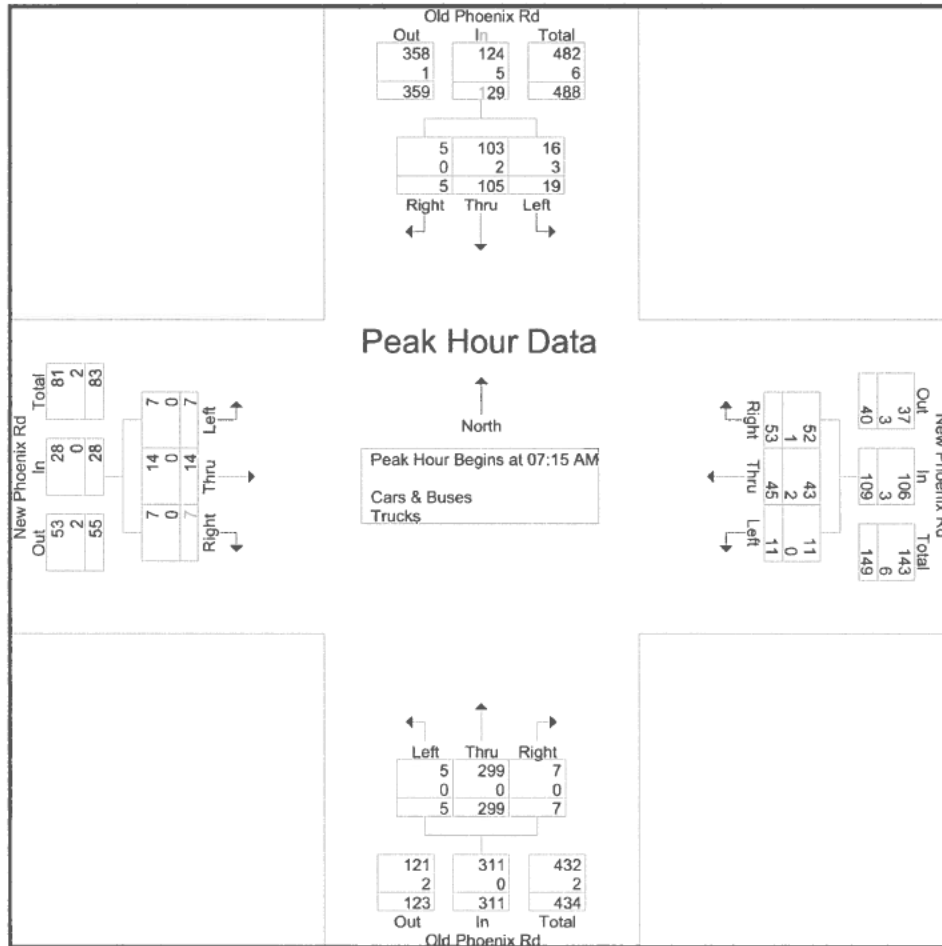 Old Phoenix Rd
Out In Total
358 124 482
1 5 6
359 129 488
5 103 16
0 2 3
5 105 19
Right Thru Left
Peak Hour Data
North
Peak Hour Begins at 07:15 AM
Cars & Buses
Trucks
New Phoenix Rd
Out In Total
53 28 81
2 0 2
55 28 83
7 14 7
0 0 0
7 14 7
Right Thru Left
New Phoenix Rd
Out In Total
37 106 143
3 3 6
40 109 149
52 43 11
1 2 0
53 45 11
Right Thru Left
Left Thru Right
5 299 7
0 0 0
5 299 7
121 311 432
2 0 2
123 311 434
Out In Total
Old Phoenix Rd